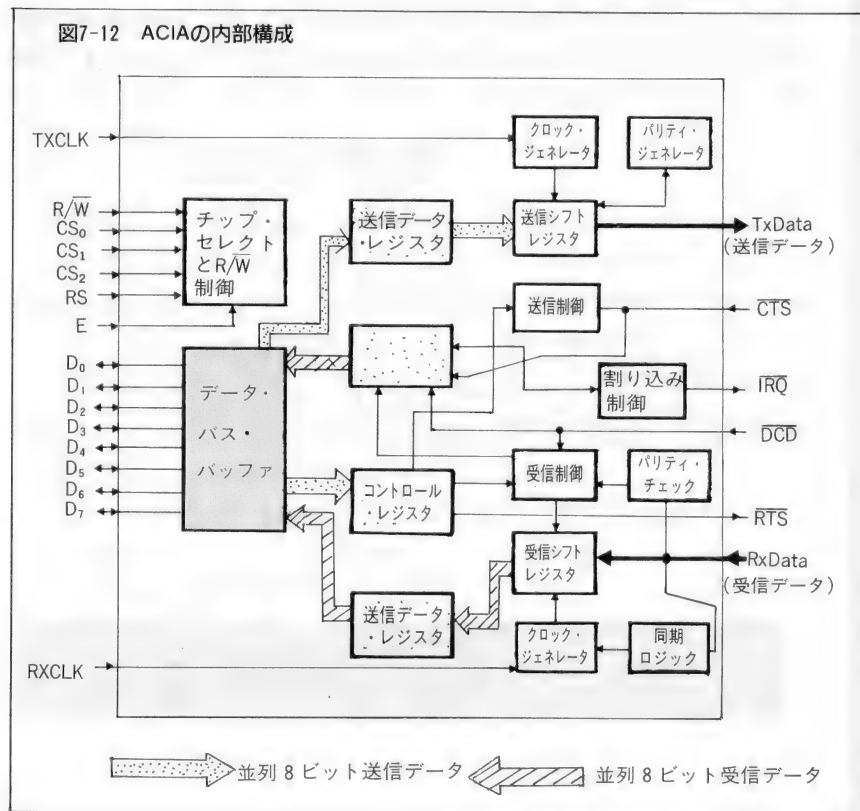 図7-12 ACIAの内部構成
TXCLK
クロック・
ジェネレータ
パリティ・
ジェネレータ
R/W̅
CS₀
CS₁
CS₂
RS
E
チップ・
セレクト
とR/W̅
制御
送信データ
・レジスタ
送信シフト
レジスタ
TxData
(送信データ)
送信制御
C̅T̅S̅
割り込み
制御
I̅R̅Q̅
D₀
D₁
D₂
D₃
D₄
D₅
D₆
D₇
データ・
バス・
バッファ
D̅C̅D̅
コントロール
・レジスタ
受信制御
パリティ・
チェック
R̅T̅S̅
受信シフト
レジスタ
RxData
(受信データ)
送信データ
・レジスタ
クロック・
ジェネレータ
同期
ロジック
RXCLK
並列8ビット送信データ
並列8ビット受信データ